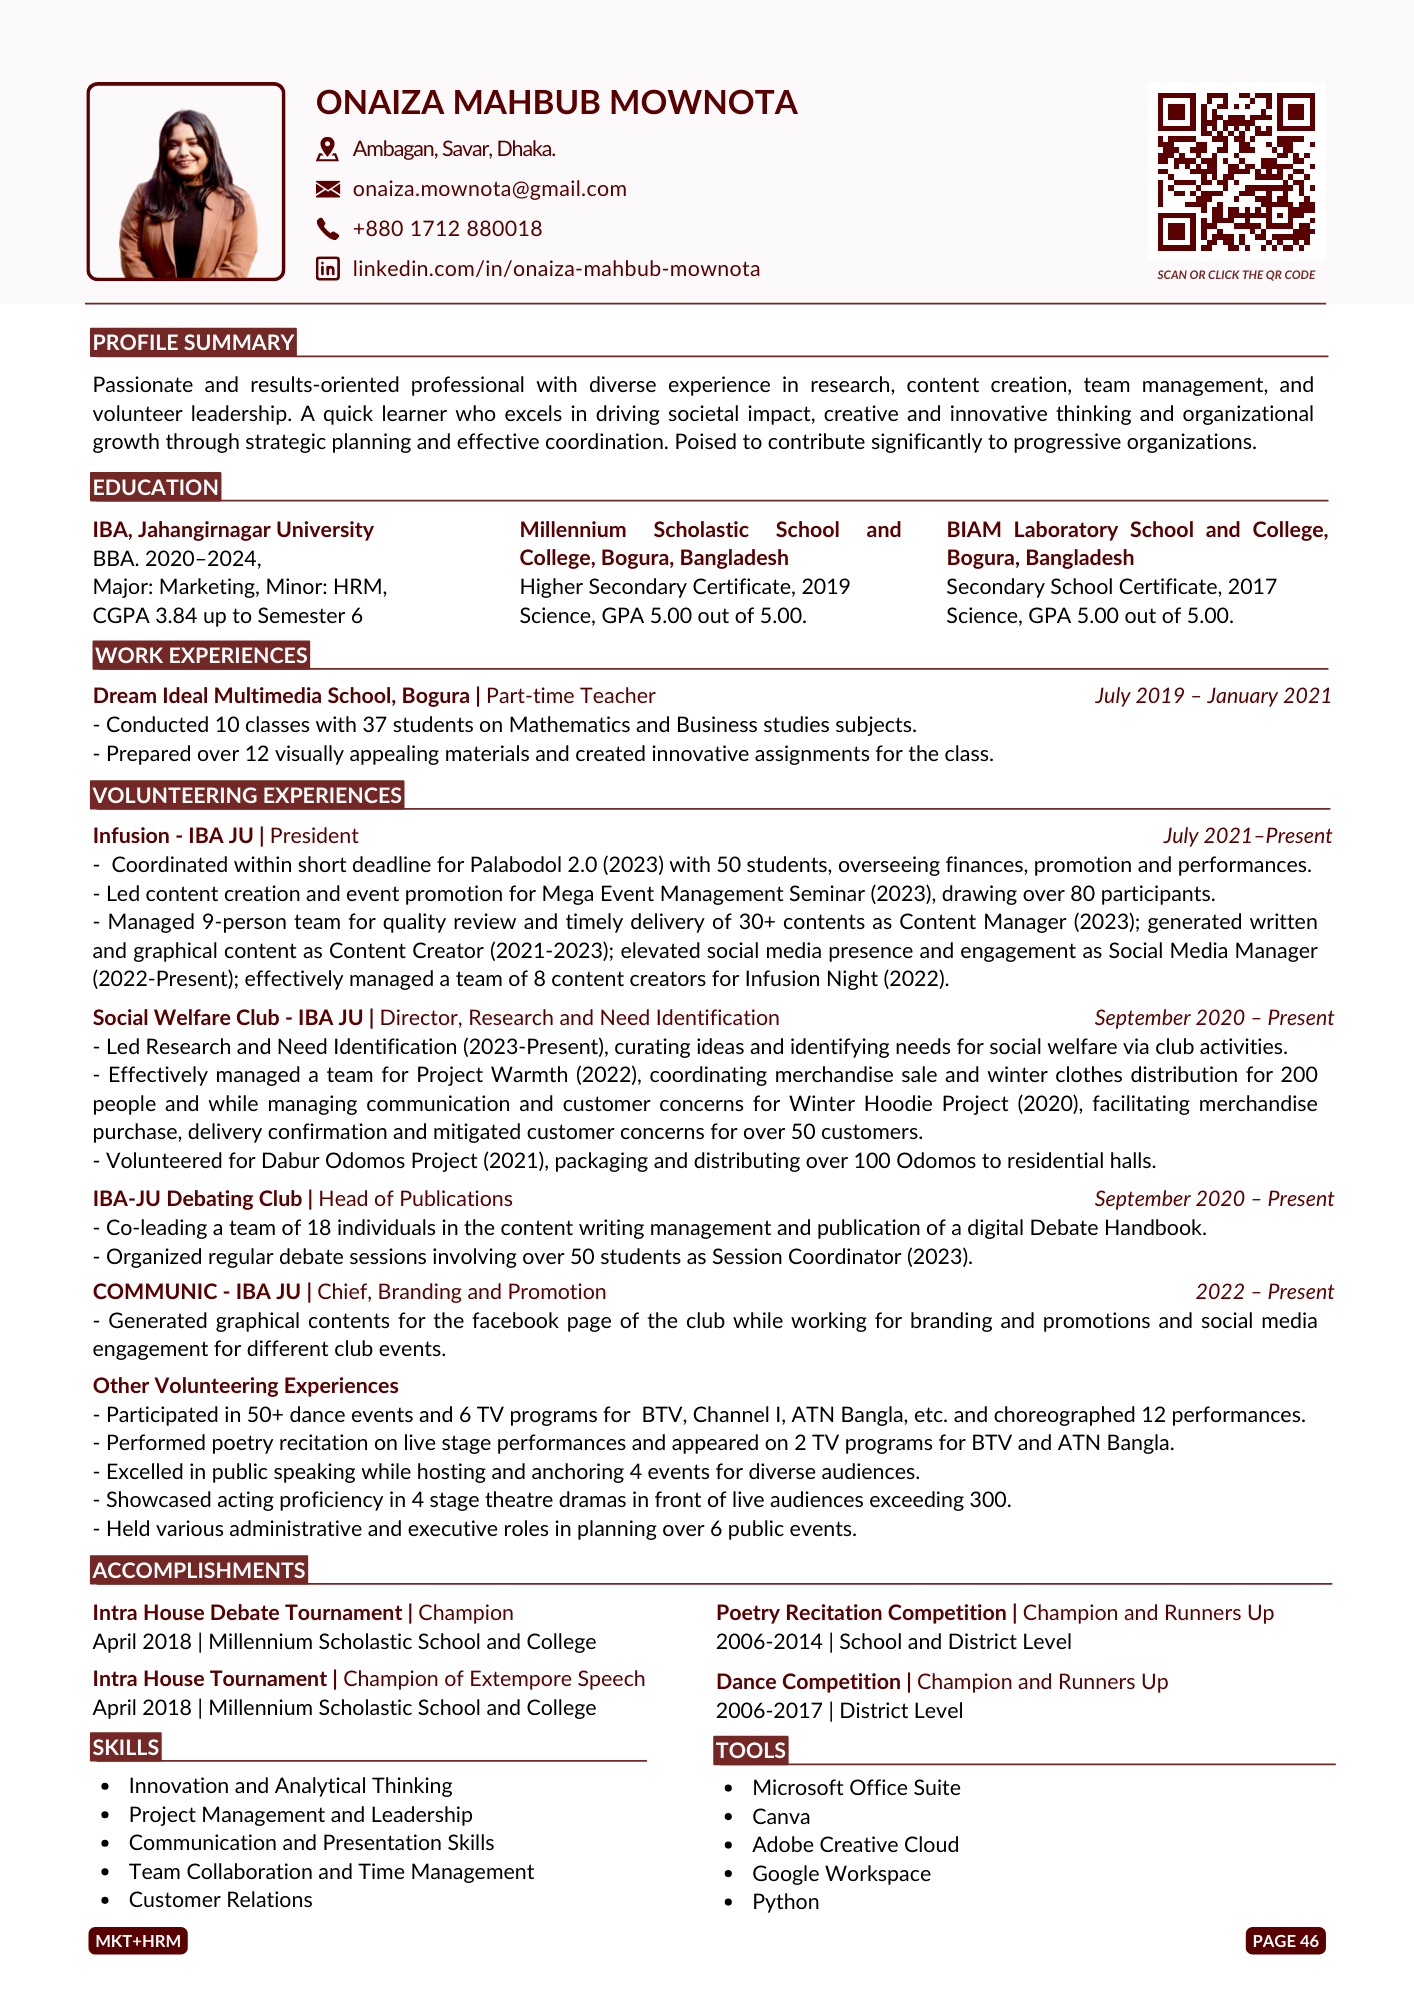 ONAIZA MAHBUB MOWNOTA
Ambagan, Savar, Dhaka.
onaiza.mownota@gmail.com
+880 1712 880018
linkedin.com/in/onaiza-mahbub-mownota
SCAN OR CLICK THE QR CODE
PROFILE SUMMARY
Passionate and results-oriented professional with diverse experience in research, content creation, team management, and
volunteer leadership. A quick learner who excels in driving societal impact, creative and innovative thinking and organizational
growth through strategic planning and effective coordination. Poised to contribute significantly to progressive organizations.
EDUCATION
IBA, Jahangirnagar University
BBA. 2020–2024,
Major: Marketing, Minor: HRM,
CGPA 3.84 up to Semester 6
Millennium Scholastic School and
College, Bogura, Bangladesh
Higher Secondary Certificate, 2019
Science, GPA 5.00 out of 5.00.
BIAM Laboratory School and College,
Bogura, Bangladesh
Secondary School Certificate, 2017
Science, GPA 5.00 out of 5.00.
WORK EXPERIENCES
Dream Ideal Multimedia School, Bogura | Part-time Teacher July 2019 – January 2021
- Conducted 10 classes with 37 students on Mathematics and Business studies subjects.
- Prepared over 12 visually appealing materials and created innovative assignments for the class.
VOLUNTEERING EXPERIENCES
Infusion - IBA JU | President July 2021–Present
- Coordinated within short deadline for Palabodol 2.0 (2023) with 50 students, overseeing finances, promotion and performances.
- Led content creation and event promotion for Mega Event Management Seminar (2023), drawing over 80 participants.
- Managed 9-person team for quality review and timely delivery of 30+ contents as Content Manager (2023); generated written
and graphical content as Content Creator (2021-2023); elevated social media presence and engagement as Social Media Manager
(2022-Present); effectively managed a team of 8 content creators for Infusion Night (2022).
Social Welfare Club - IBA JU | Director, Research and Need Identification September 2020 – Present
- Led Research and Need Identification (2023-Present), curating ideas and identifying needs for social welfare via club activities.
- Effectively managed a team for Project Warmth (2022), coordinating merchandise sale and winter clothes distribution for 200
people and while managing communication and customer concerns for Winter Hoodie Project (2020), facilitating merchandise
purchase, delivery confirmation and mitigated customer concerns for over 50 customers.
- Volunteered for Dabur Odomos Project (2021), packaging and distributing over 100 Odomos to residential halls.
IBA-JU Debating Club | Head of Publications September 2020 – Present
- Co-leading a team of 18 individuals in the content writing management and publication of a digital Debate Handbook.
- Organized regular debate sessions involving over 50 students as Session Coordinator (2023).
COMMUNIC - IBA JU | Chief, Branding and Promotion 2022 – Present
- Generated graphical contents for the facebook page of the club while working for branding and promotions and social media
engagement for different club events.
Other Volunteering Experiences
- Participated in 50+ dance events and 6 TV programs for BTV, Channel I, ATN Bangla, etc. and choreographed 12 performances.
- Performed poetry recitation on live stage performances and appeared on 2 TV programs for BTV and ATN Bangla.
- Excelled in public speaking while hosting and anchoring 4 events for diverse audiences.
- Showcased acting proficiency in 4 stage theatre dramas in front of live audiences exceeding 300.
- Held various administrative and executive roles in planning over 6 public events.
ACCOMPLISHMENTS
Intra House Debate Tournament | Champion
April 2018 | Millennium Scholastic School and College
Intra House Tournament | Champion of Extempore Speech
April 2018 | Millennium Scholastic School and College
Poetry Recitation Competition | Champion and Runners Up
2006-2014 | School and District Level
Dance Competition | Champion and Runners Up
2006-2017 | District Level
SKILLS
• Innovation and Analytical Thinking
• Project Management and Leadership
• Communication and Presentation Skills
• Team Collaboration and Time Management
• Customer Relations
TOOLS
• Microsoft Office Suite
• Canva
• Adobe Creative Cloud
• Google Workspace
• Python
MKT+HRM
PAGE 46